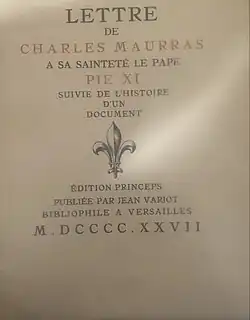 LETTRE
DE
CHARLES MAURRAS
A SA SAINTETÉ LE PAPE
PIE XI
SUIVIE DE L'HISTOIRE
D'UN
DOCUMENT
ÉDITION PRINCEPS
PUBLIÉE PAR JEAN VARIOT
BIBLIOPHILE A VERSAILLES
M. DCCCC. XXVII